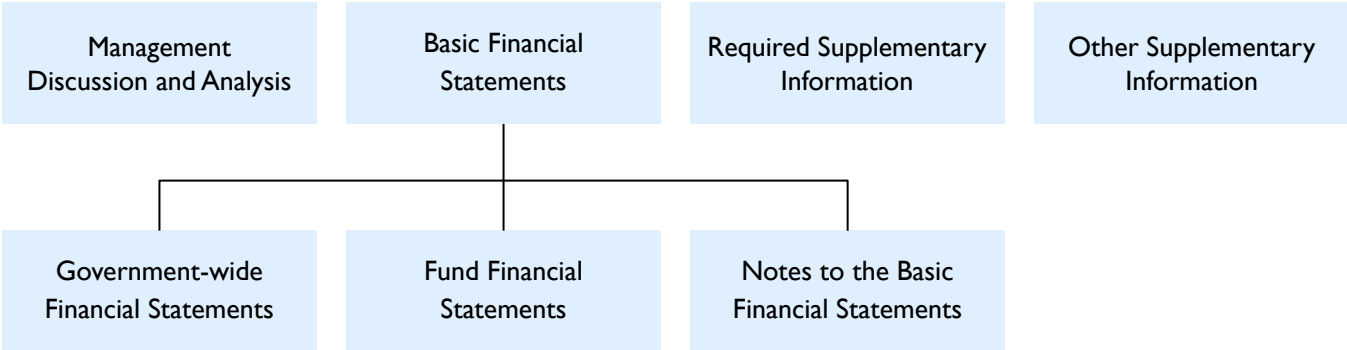 Management
Discussion and Analysis
Basic Financial
Statements
Required Supplementary
Information
Other Supplementary
Information
Government-wide
Financial Statements
Fund Financial
Statements
Notes to the Basic
Financial Statements